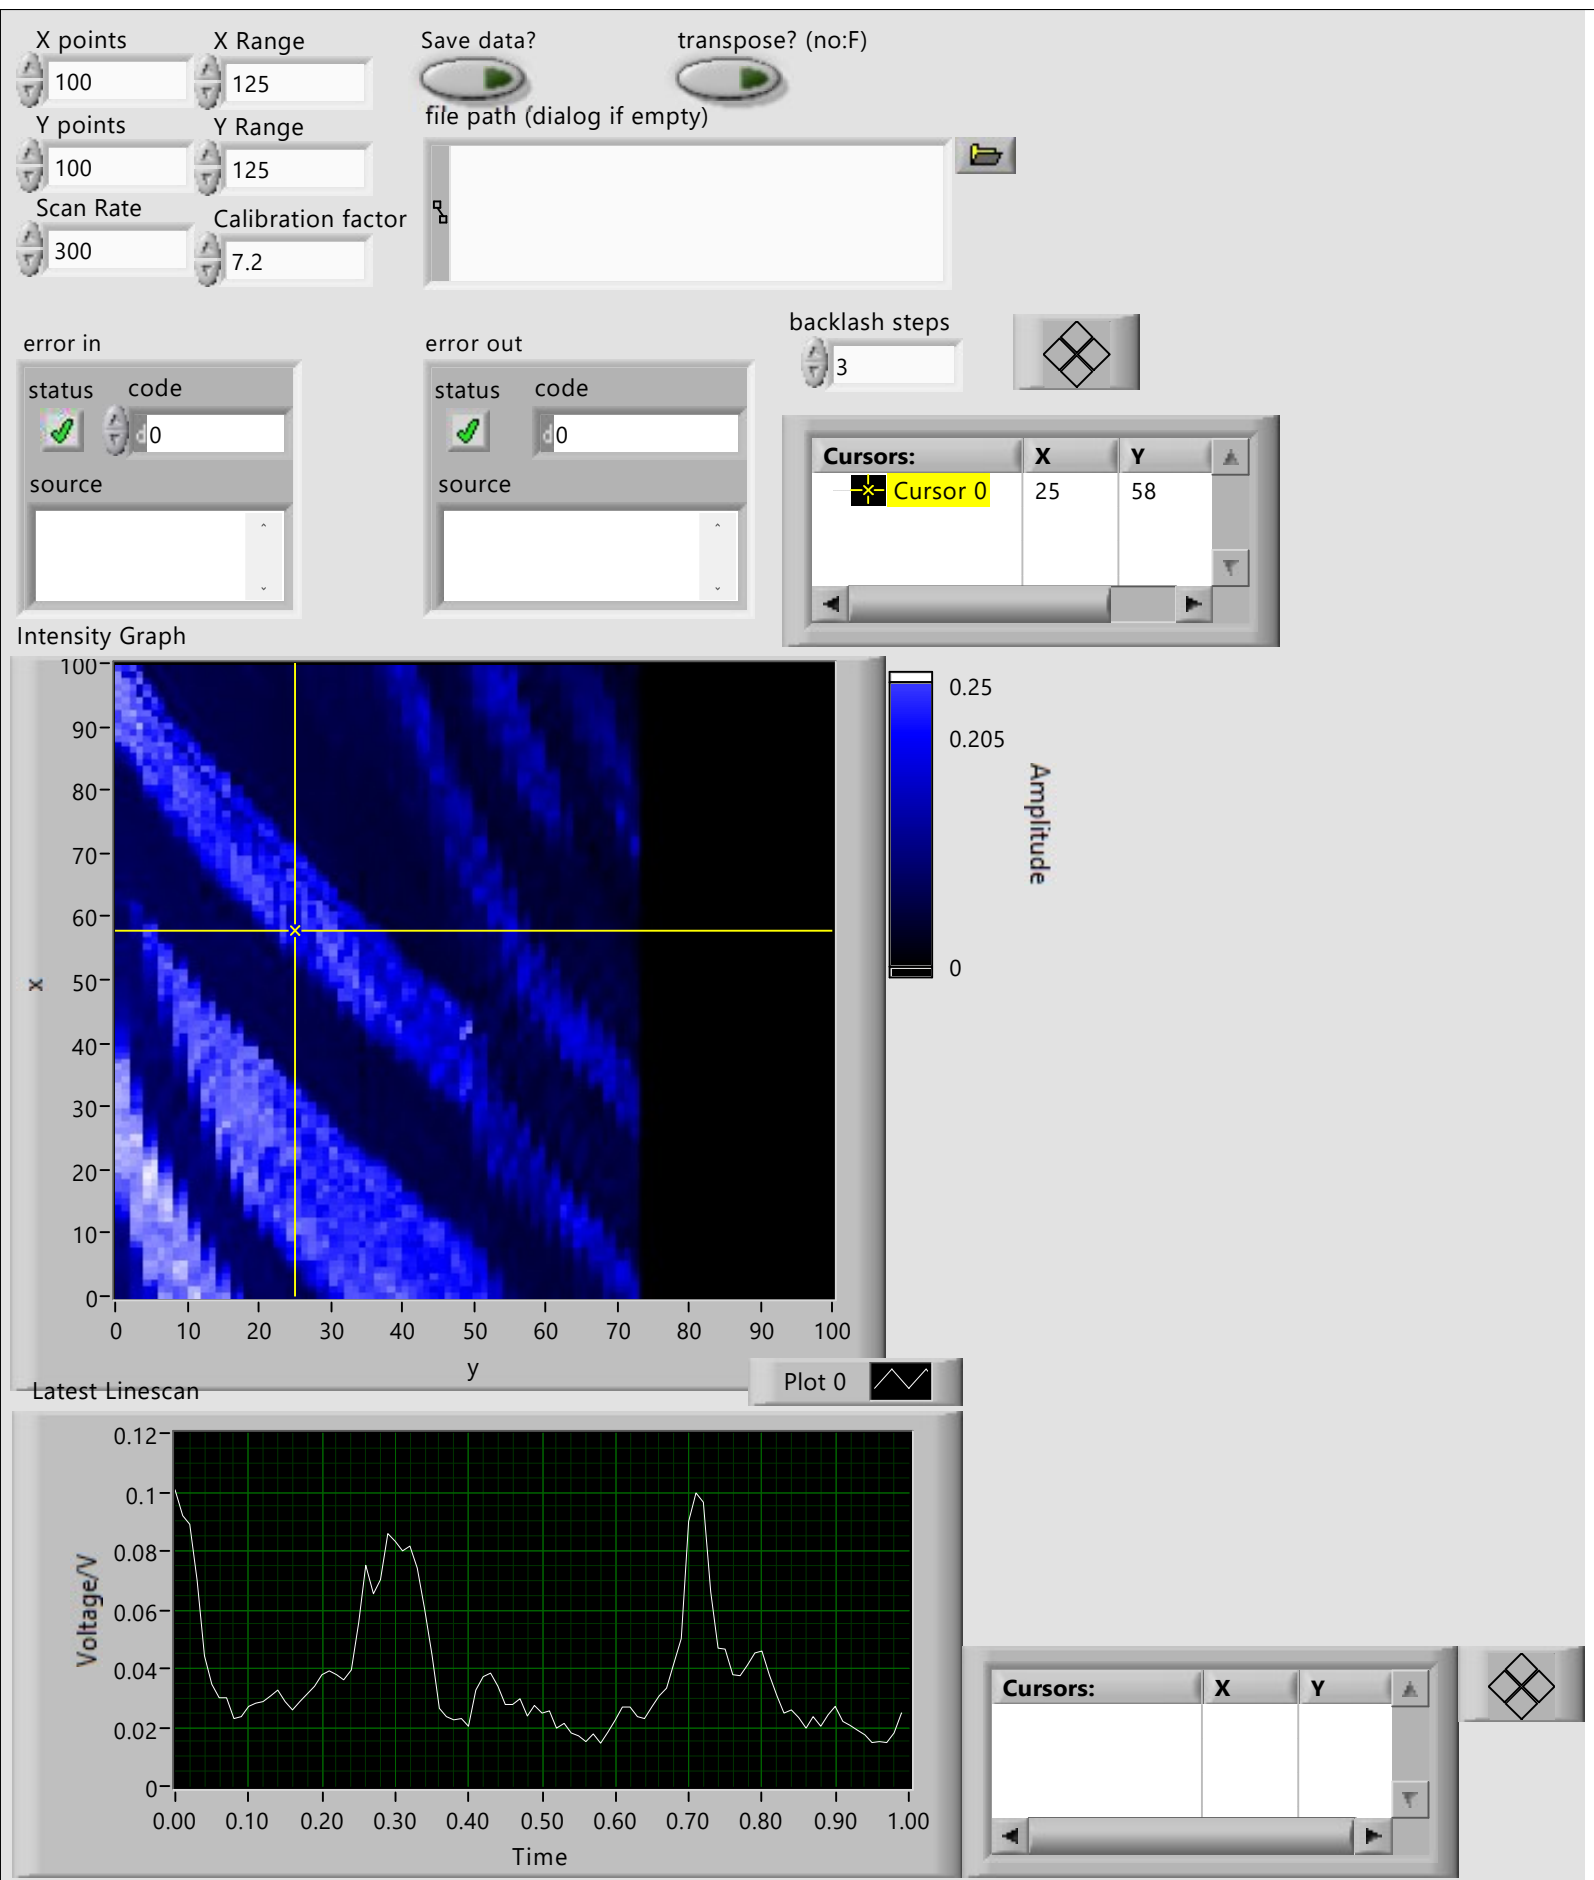 X points
X Range
Save data?
transpose? (no:F)
100
125
file path (dialog if empty)
Y points
Y Range
100
125
Scan Rate
Calibration factor
300
7.2
backlash steps
3
error in
status
code
d0
source
error out
status
code
d0
source
Cursors:
X
Y
Cursor 0
25
58
Intensity Graph
100
90
80
70
60
50
40
30
20
10
0
x
0
10
20
30
40
50
60
70
80
90
100
y
0.25
0.205
0
Amplitude
Latest Linescan
Plot 0
0.12
0.1
0.08
0.06
0.04
0.02
0
Voltage/V
0.00
0.10
0.20
0.30
0.40
0.50
0.60
0.70
0.80
0.90
1.00
Time
Cursors:
X
Y